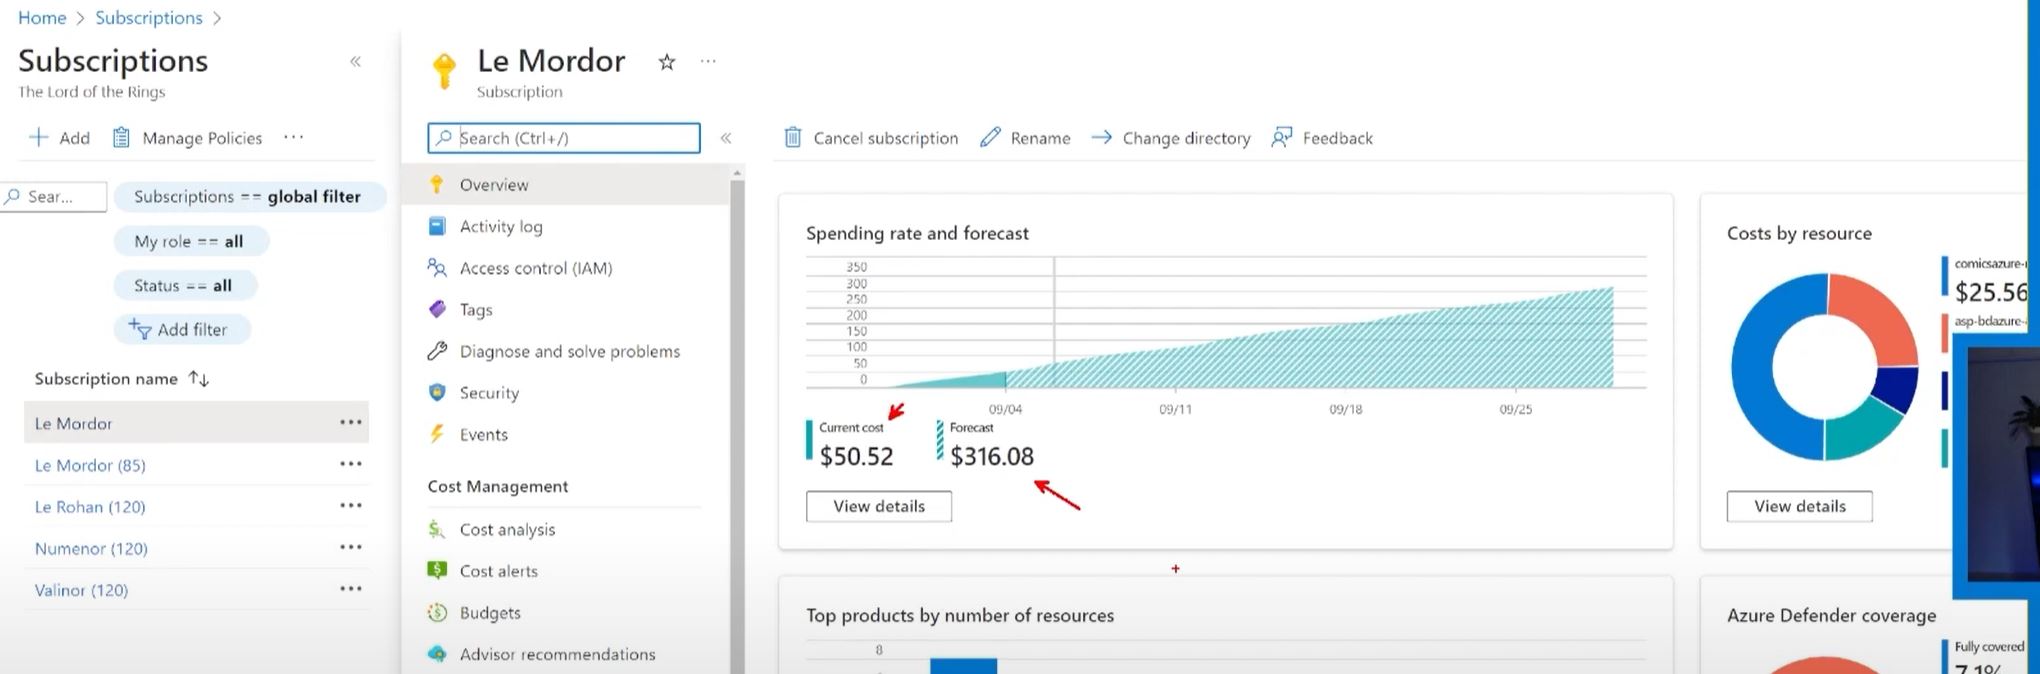 Home > Subscriptions >
Subscriptions
The Lord of the Rings
Add Manage Policies ...
Sear... Subscriptions == global filter
My role == all
Status == all
Add filter
Subscription name
Le Mordor
Le Mordor (85)
Le Rohan (120)
Numenor (120)
Valinor (120)
Le Mordor
Subscription
Search (Ctrl+/)
Overview
Activity log
Access control (IAM)
Tags
Diagnose and solve problems
Security
Events
Cost Management
Cost analysis
Cost alerts
Budgets
Advisor recommendations
Cancel subscription Rename Change directory Feedback
Spending rate and forecast
350
300
250
200
150
100
50
0
09/04 09/11 09/18 09/25
Current cost Forecast
$50.52 $316.08
View details
Costs by resource
comicsazure-
$25.56
asp-bdazure-
View details
Top products by number of resources
8
Azure Defender coverage
Fully covered
7.1%